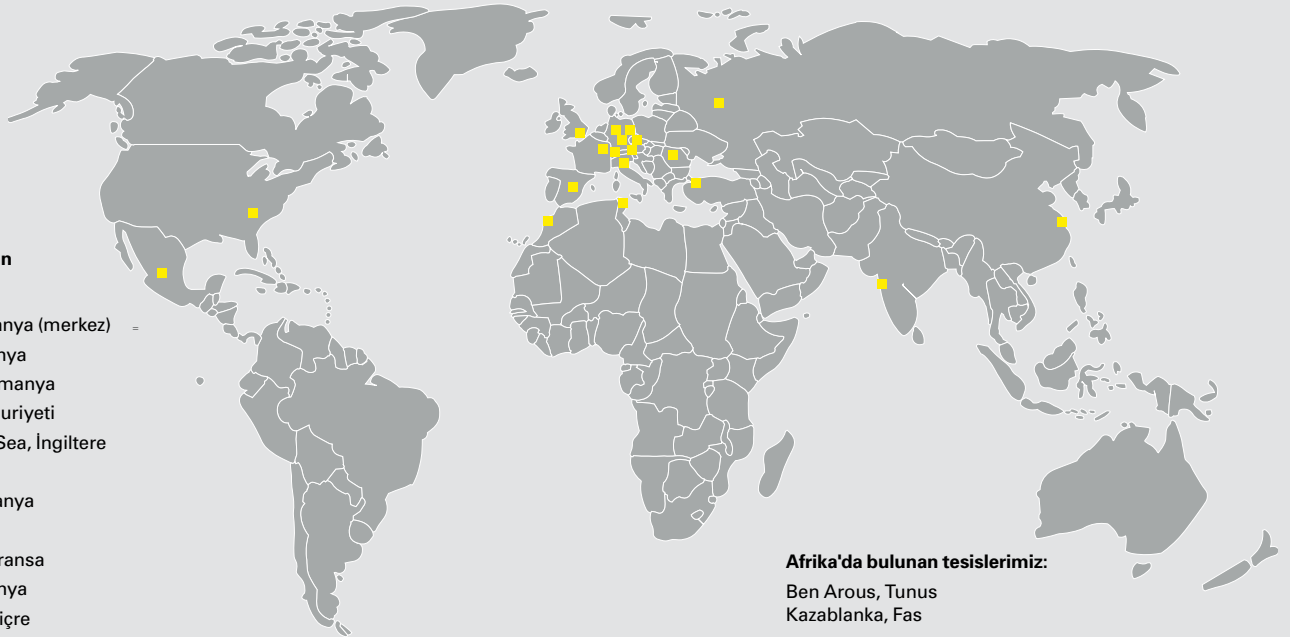 anya (merkez) =
nya
manya
uriyeti
Sea, İngiltere
anya
ransa
nya
içre
Afrika'da bulunan tesislerimiz:
Ben Arous, Tunus
Kazablanka, Fas